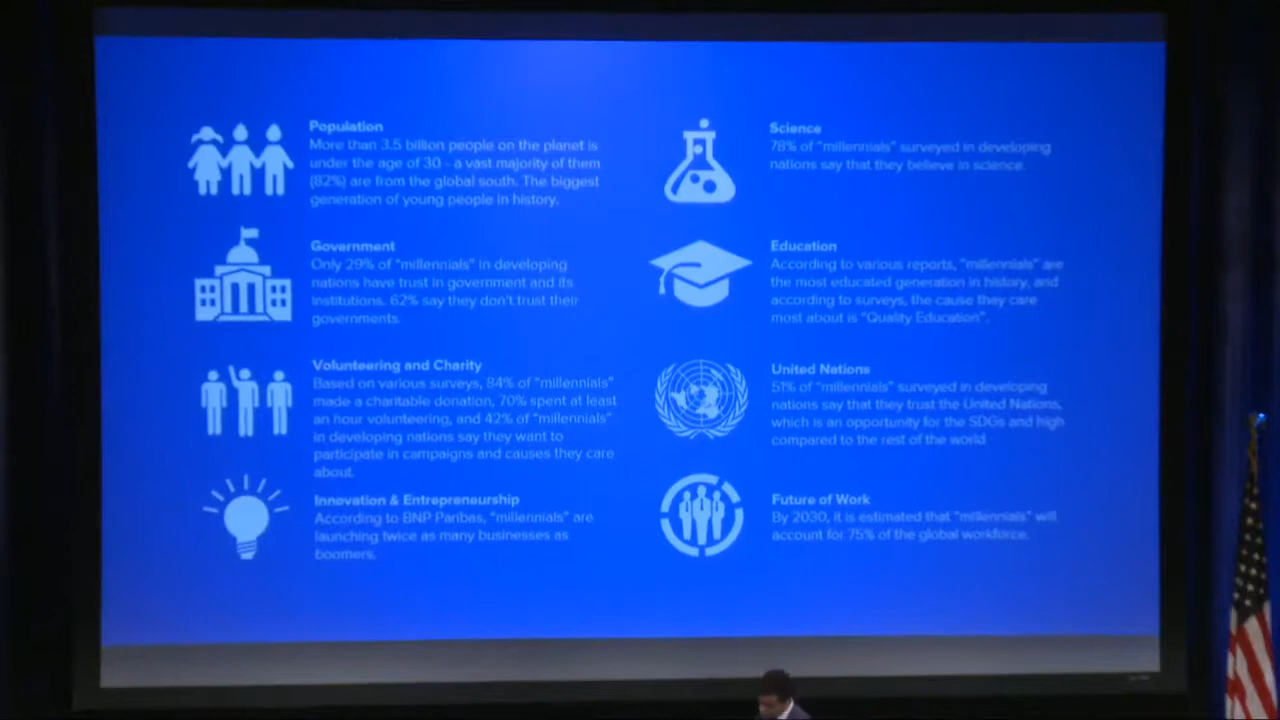 Population
More than 3.5 billion people on the planet is
under the age of 30 - a vast majority of them
(82%) are from the global south. The biggest
generation of young people in history.
Government
Only 29% of "millennials" in developing
nations have trust in government and its
institutions. 62% say they don't trust their
governments.
Volunteering and Charity
Based on various surveys, 84% of "millennials"
made a charitable donation, 70% spent at least
an hour volunteering, and 42% of "millennials"
in developing nations say they want to
participate in campaigns and causes they care
about.
Innovation & Entrepreneurship
According to BNP Paribas, "millennials" are
launching twice as many businesses as
boomers.
Science
78% of "millennials" surveyed in developing
nations say that they believe in science.
Education
According to various reports, "millennials" are
the most educated generation in history, and
according to surveys, the cause they care
most about is "Quality Education".
United Nations
51% of "millennials" surveyed in developing
nations say that they trust the United Nations,
which is an opportunity for the SDGs and high
compared to the rest of the world
Future of Work
By 2030, it is estimated that "millennials" will
account for 75% of the global workforce.